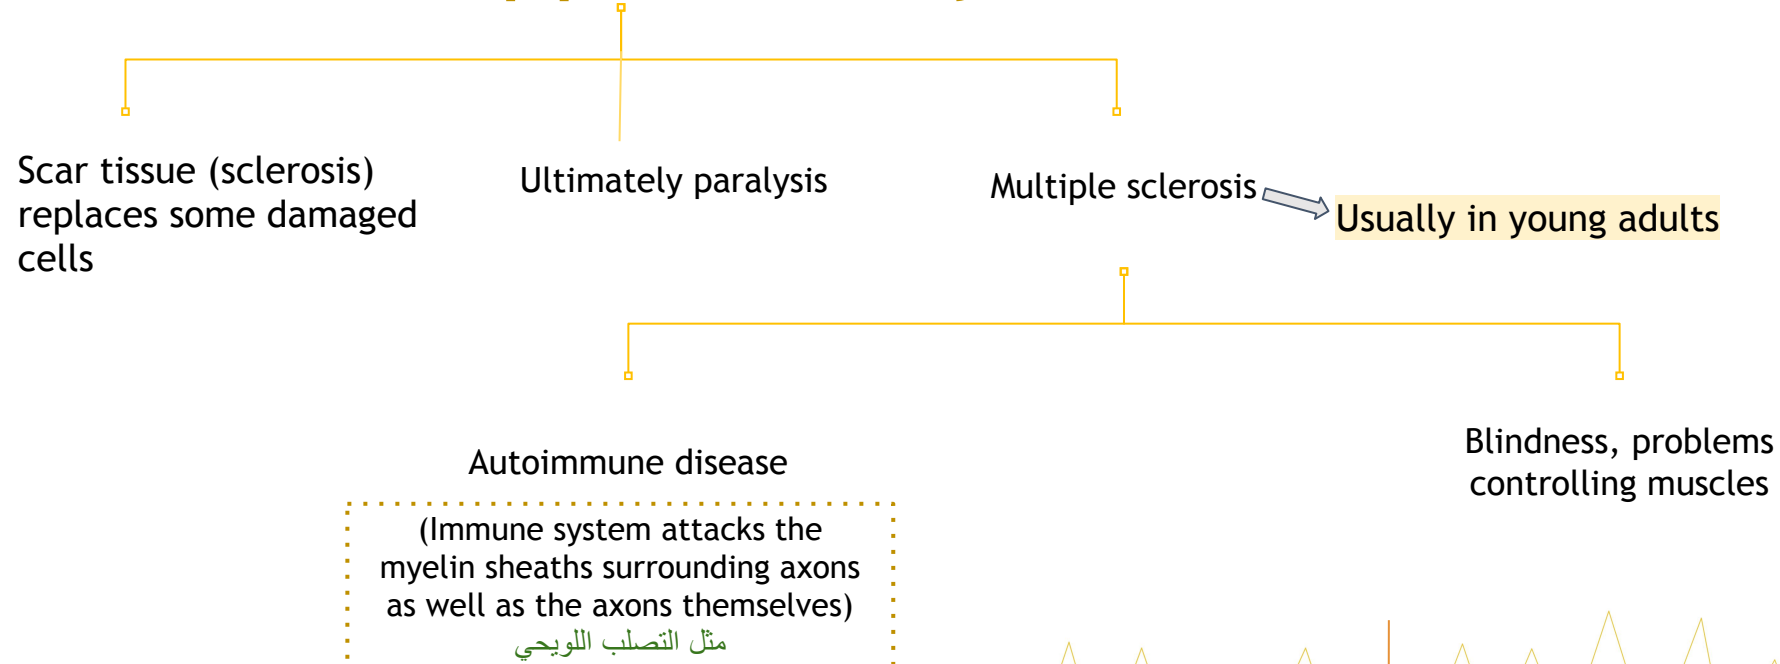 Scar tissue (sclerosis)
replaces some damaged
cells
Ultimately paralysis
Multiple sclerosis
Usually in young adults
Autoimmune disease
(Immune system attacks the
myelin sheaths surrounding axons
as well as the axons themselves)
مثل التصلب اللويحي
Blindness, problems
controlling muscles